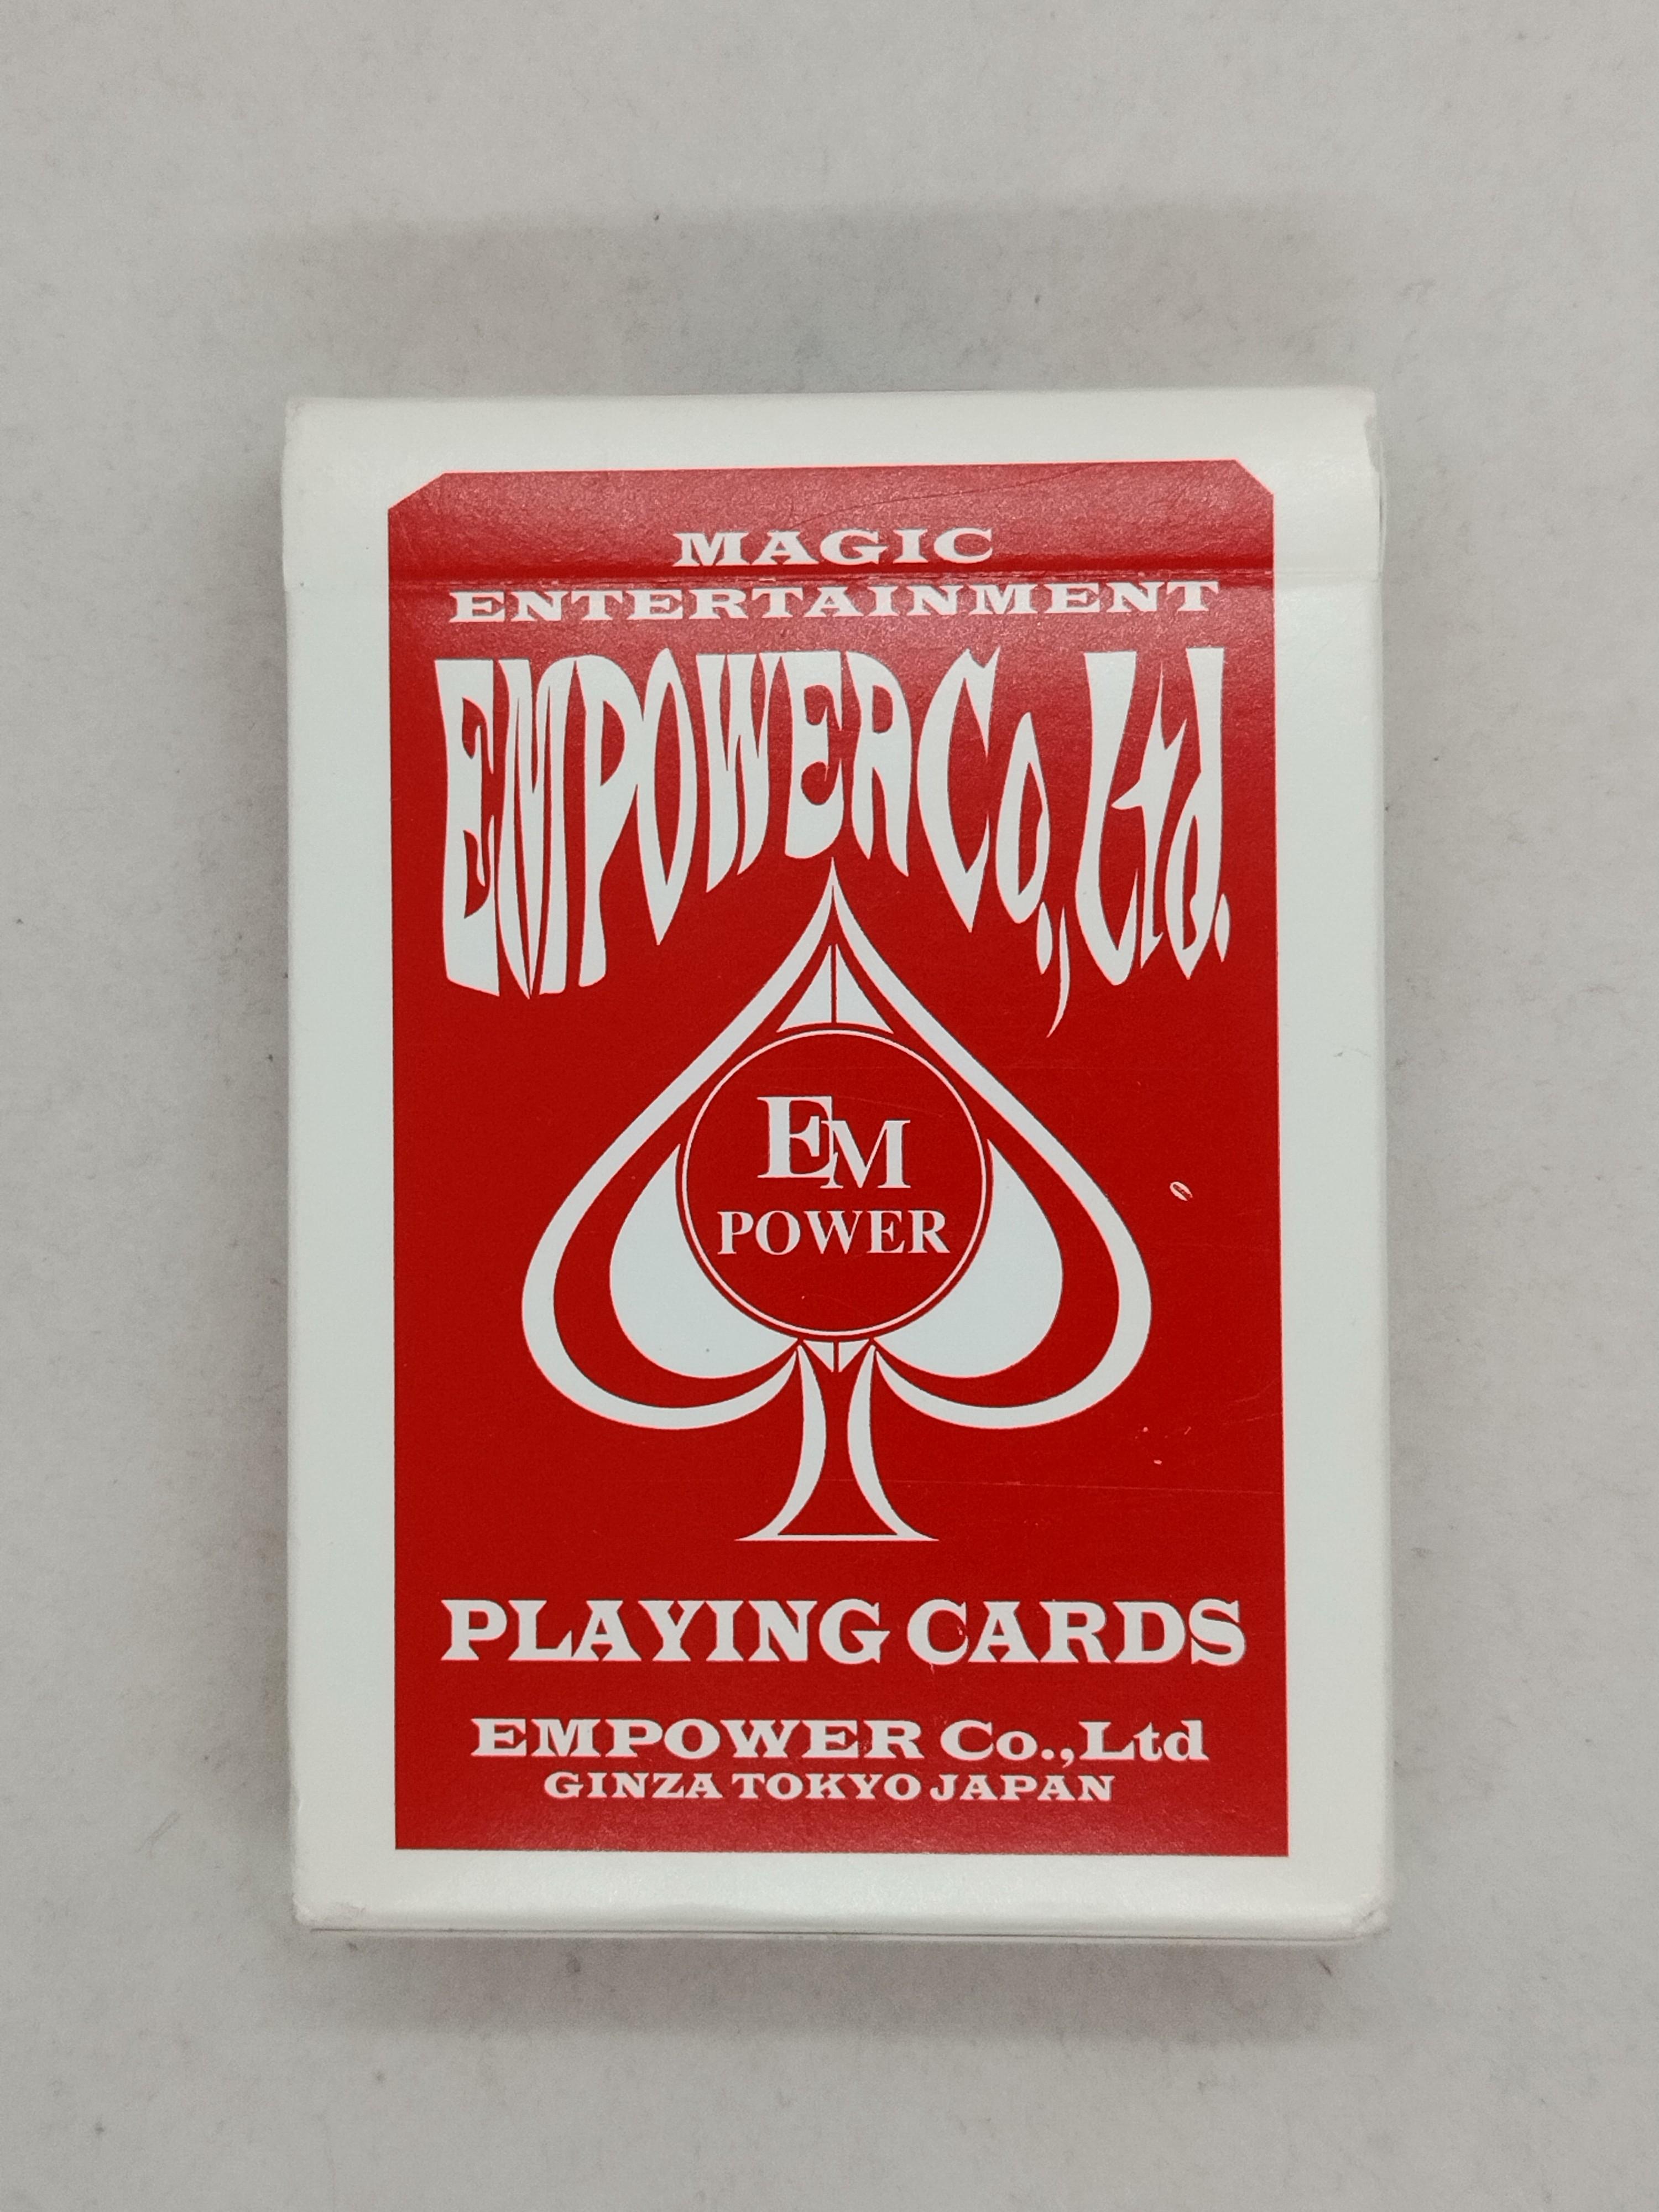 MAGIC
ENTERTAINMENT
EMPOWER Co., Ltd.
EM
POWER
PLAYING CARDS
EMPOWER Co.,Ltd
GINZA TOKYO JAPAN